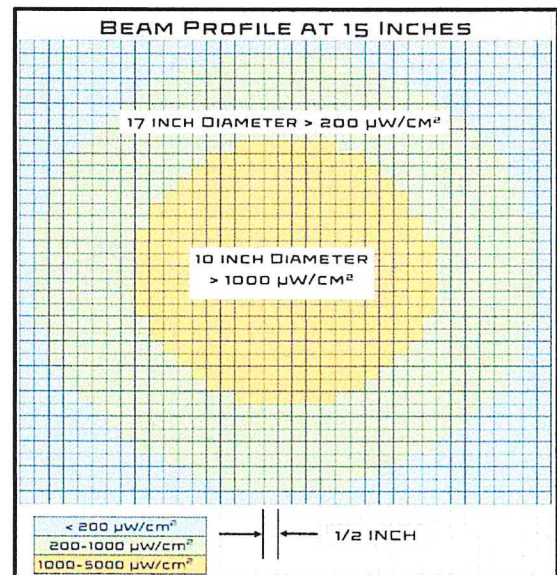 BEAM PROFILE AT 15 INCHES
17 INCH DIAMETER > 200 µW/CM²
10 INCH DIAMETER
> 1000 µW/CM²
< 200 µW/cm²
200-1000 µW/cm²
1000-5000 µW/cm²
1/2 INCH